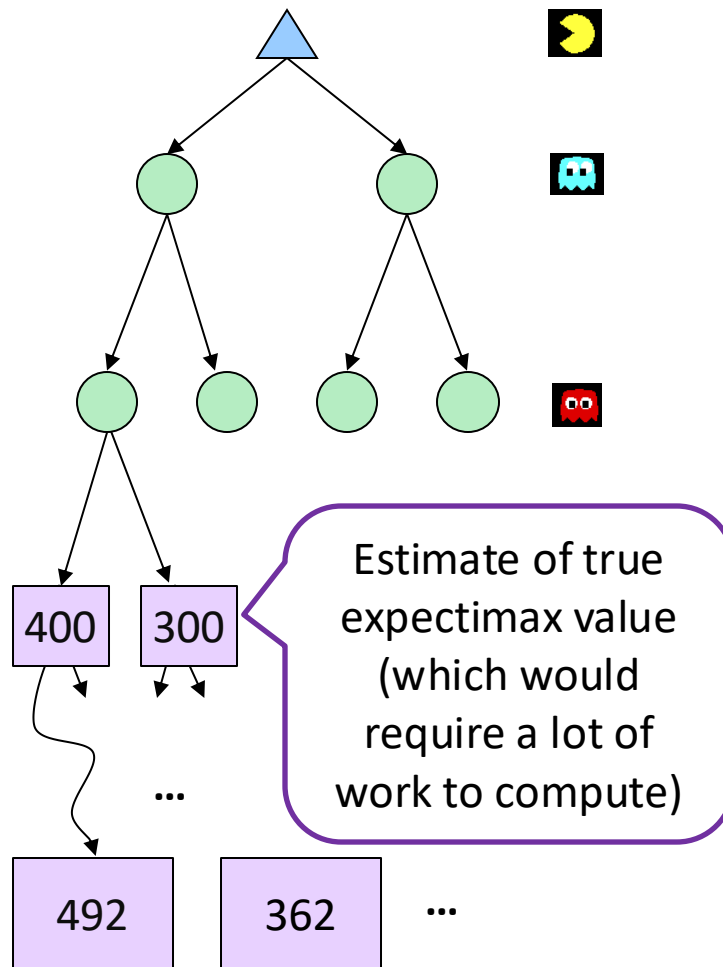 400
300
Estimate of true
expectimax value
(which would
require a lot of
work to compute)
...
492
362
...